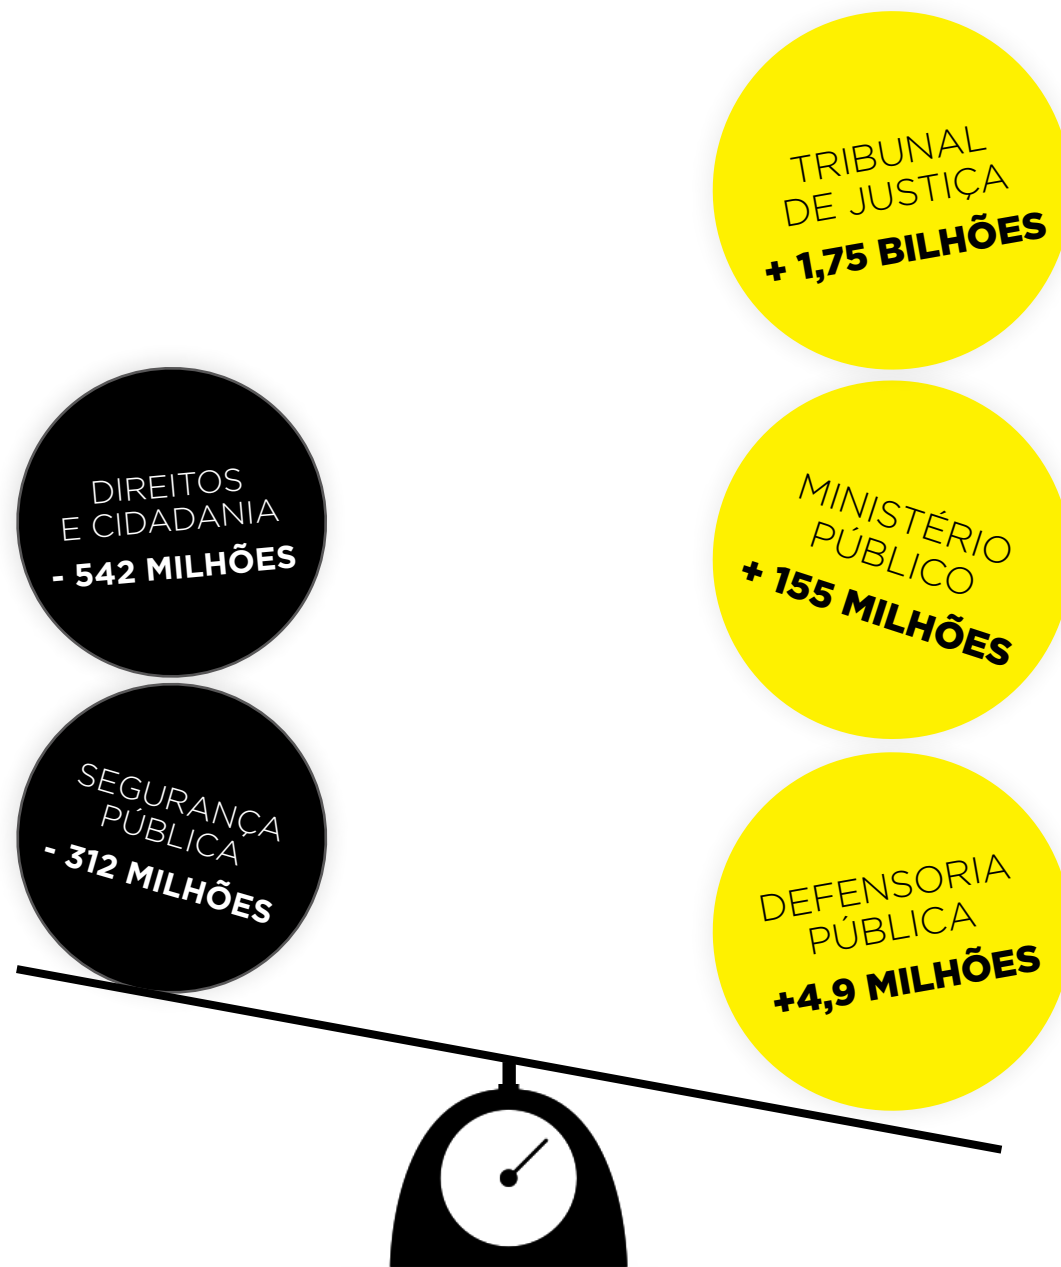 DIREITOS
E CIDADANIA
- 542 MILHÕES
SEGURANÇA
PÚBLICA
- 312 MILHÕES
TRIBUNAL
DE JUSTIÇA
+ 1,75 BILHÕES
MINISTÉRIO
PÚBLICO
+ 155 MILHÕES
DEFENSORIA
PÚBLICA
+4,9 MILHÕES